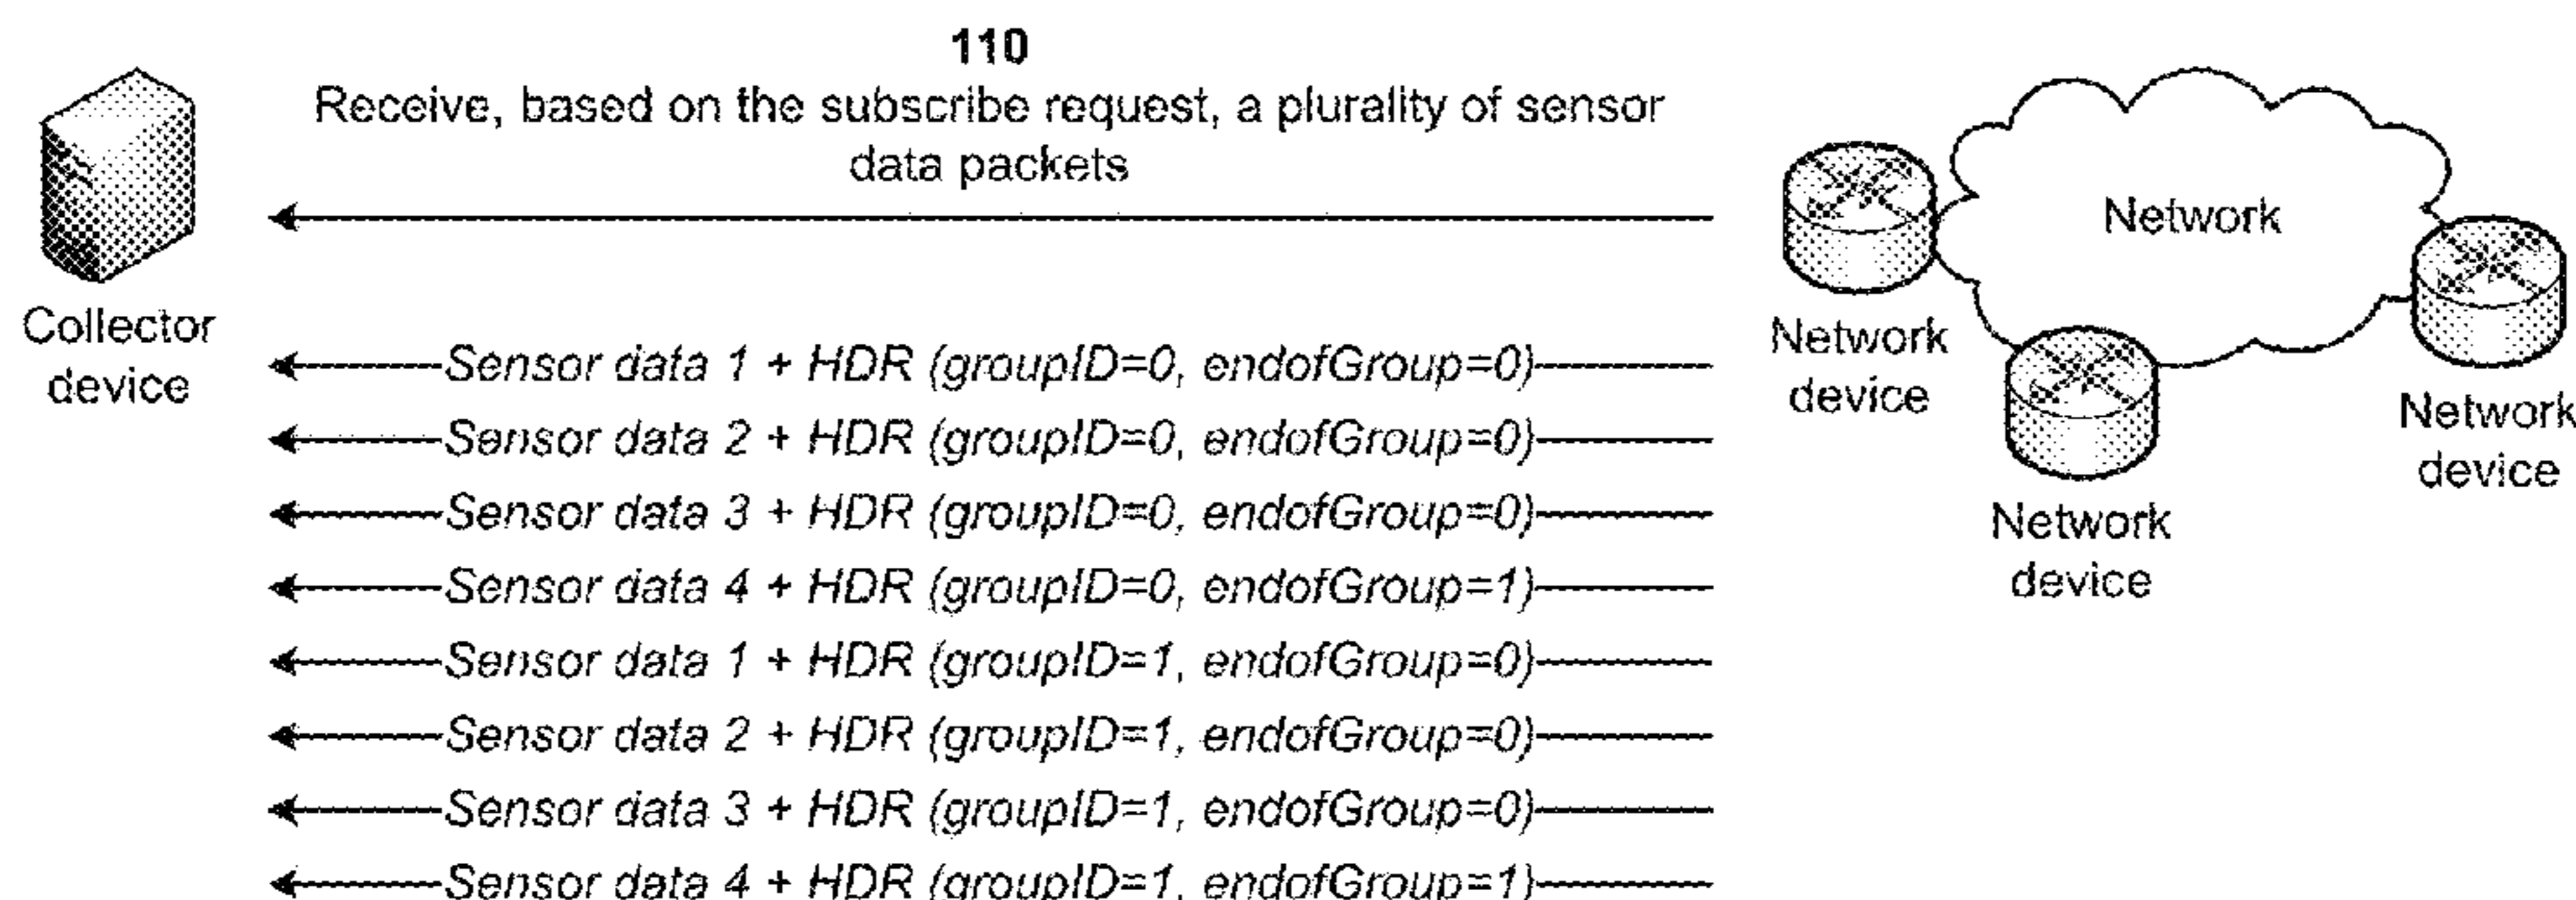 110
Receive, based on the subscribe request, a plurality of sensor
data packets
Collector
device
Network
Network
device
Network
device
Network
device
Sensor data 1 + HDR (groupID=0, endofGroup=0)
Sensor data 2 + HDR (groupID=0, endofGroup=0)
Sensor data 3 + HDR (groupID=0, endofGroup=0)
Sensor data 4 + HDR (groupID=0, endofGroup=1)
Sensor data 1 + HDR (groupID=1, endofGroup=0)
Sensor data 2 + HDR (groupID=1, endofGroup=0)
Sensor data 3 + HDR (groupID=1, endofGroup=0)
Sensor data 4 + HDR (groupID=1, endofGroup=1)